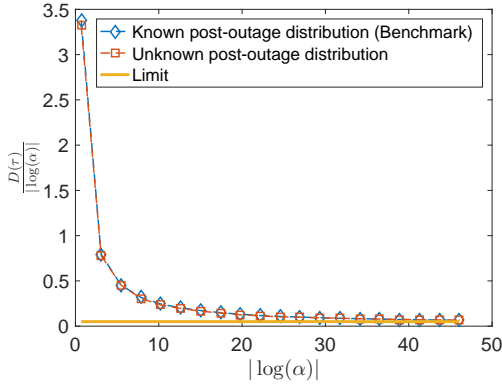 3.5
3
2.5
2
1.5
1
0.5
0
D(τ)
|log(α)|
Known post-outage distribution (Benchmark)
Unknown post-outage distribution
Limit
0 10 20 30 40 50
|log(α)|